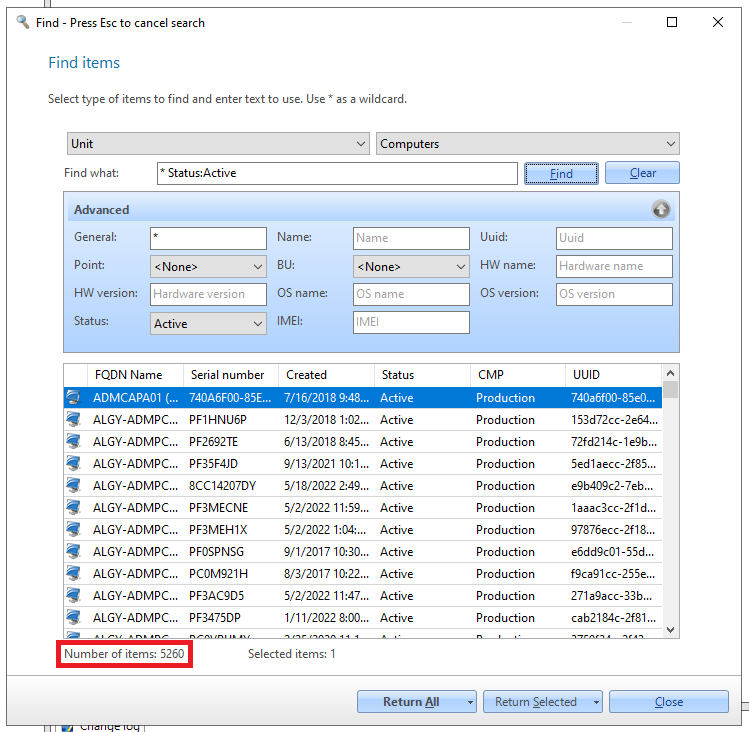 Find - Press Esc to cancel search
Find items
Select type of items to find and enter text to use. Use * as a wildcard.
Unit Computers
Find what: * Status:Active Find Clear
Advanced
General: * Name: Name Uuid: Uuid
Point: <None> BU: <None> HW name: Hardware name
HW version: Hardware version OS name: OS name OS version: OS version
Status: Active IMEI: IMEI
FQDN Name Serial number Created Status CMP UUID
ADMCAPA01 (... 740A6F00-85E... 7/16/2018 9:48... Active Production 740a6f00-85e0...
ALGY-ADMPC... PF1HNU6P 12/3/2018 1:02... Active Production 153d72cc-2e64...
ALGY-ADMPC... PF2692TE 6/13/2018 8:45... Active Production 72fd214c-1e9b...
ALGY-ADMPC... PF35F4JD 9/13/2021 10:1... Active Production 5ed1aecc-2f85...
ALGY-ADMPC... 8CC14207DY 5/18/2022 2:49... Active Production e9b409c2-7eb...
ALGY-ADMPC... PF3MECNE 5/2/2022 11:59... Active Production 1aaac3cc-2f1d...
ALGY-ADMPC... PF3MEH1X 5/2/2022 1:04:... Active Production 97876ecc-2f18...
ALGY-ADMPC... PF0SPNSG 9/1/2017 10:30... Active Production e6dd9c01-55d...
ALGY-ADMPC... PC0M921H 8/3/2017 10:22... Active Production f9ca91cc-255e...
ALGY-ADMPC... PF3AC9D5 5/2/2022 11:47... Active Production 271a9acc-33b...
ALGY-ADMPC... PF3475DP 1/11/2022 8:00... Active Production cab2184c-2f81...
ALGY-ADMPC... Active Production
Number of items: 5260 Selected items: 1
Return All Return Selected Close
Change log